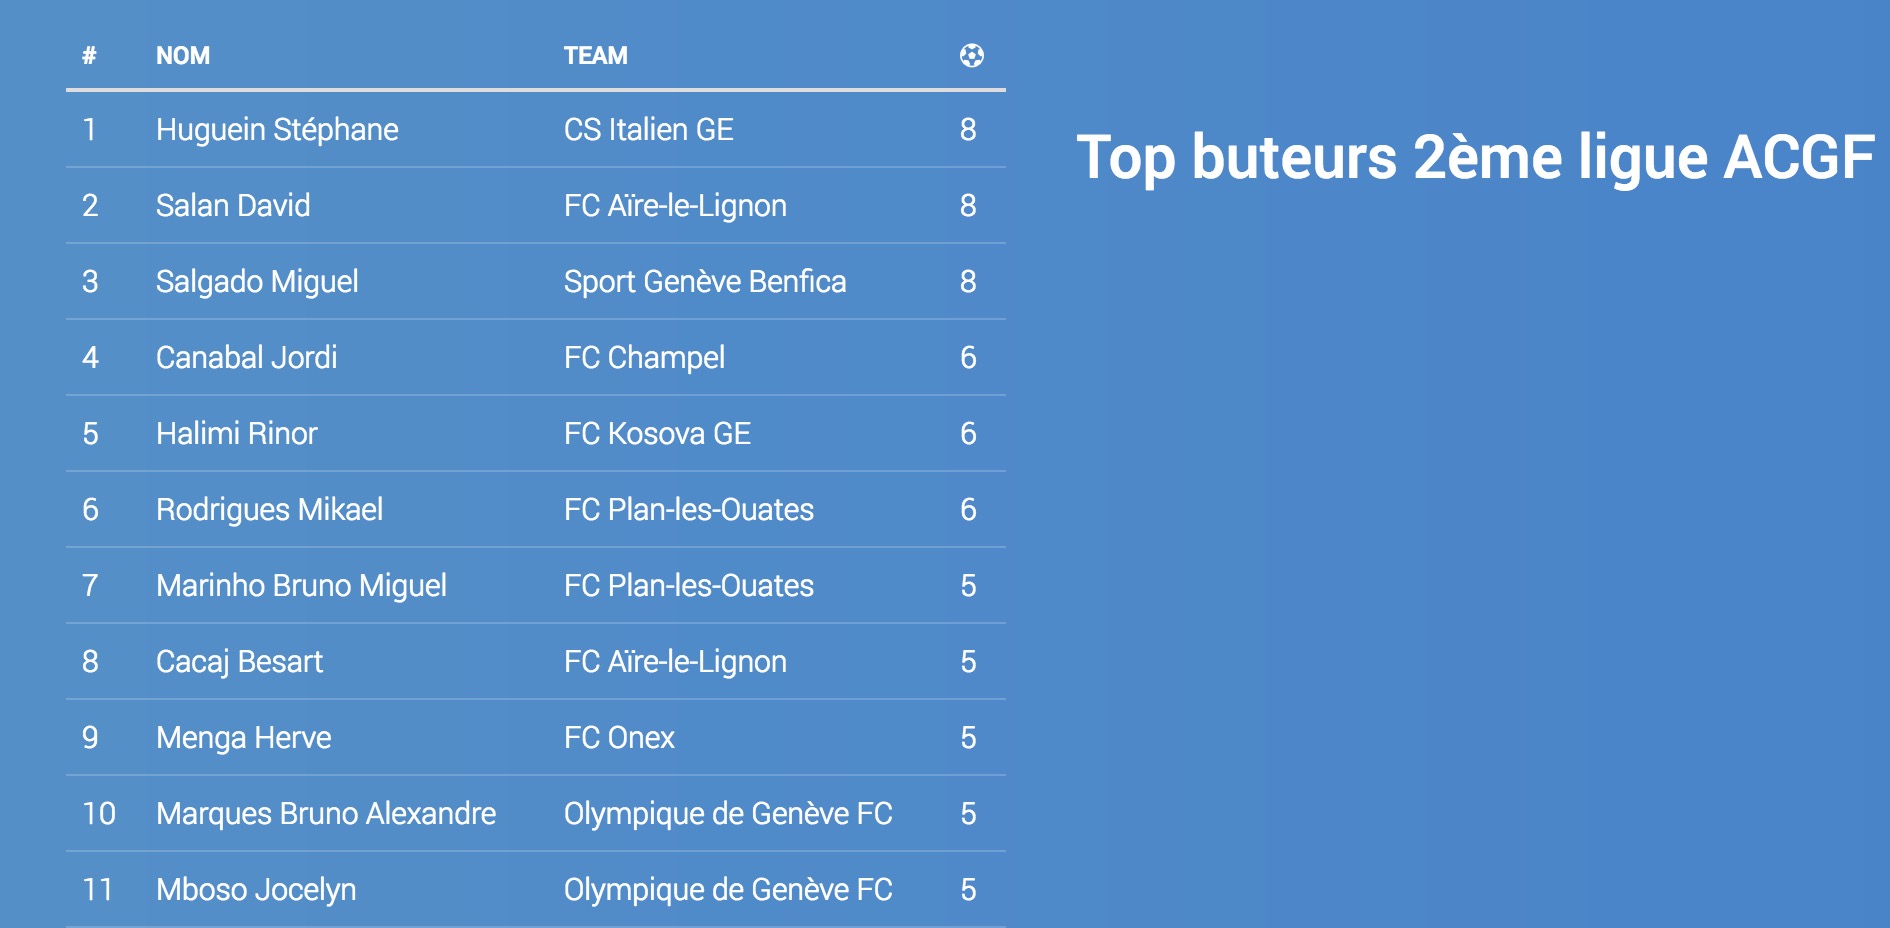 # NOM TEAM
1 Huguein Stéphane CS Italien GE 8
2 Salan David FC Aïre-le-Lignon 8
3 Salgado Miguel Sport Genève Benfica 8
4 Canabal Jordi FC Champel 6
5 Halimi Rinor FC Kosova GE 6
6 Rodrigues Mikael FC Plan-les-Ouates 6
7 Marinho Bruno Miguel FC Plan-les-Ouates 5
8 Cacaj Besart FC Aïre-le-Lignon 5
9 Menga Herve FC Onex 5
10 Marques Bruno Alexandre Olympique de Genève FC 5
11 Mboso Jocelyn Olympique de Genève FC 5
Top buteurs 2ème ligue ACGF